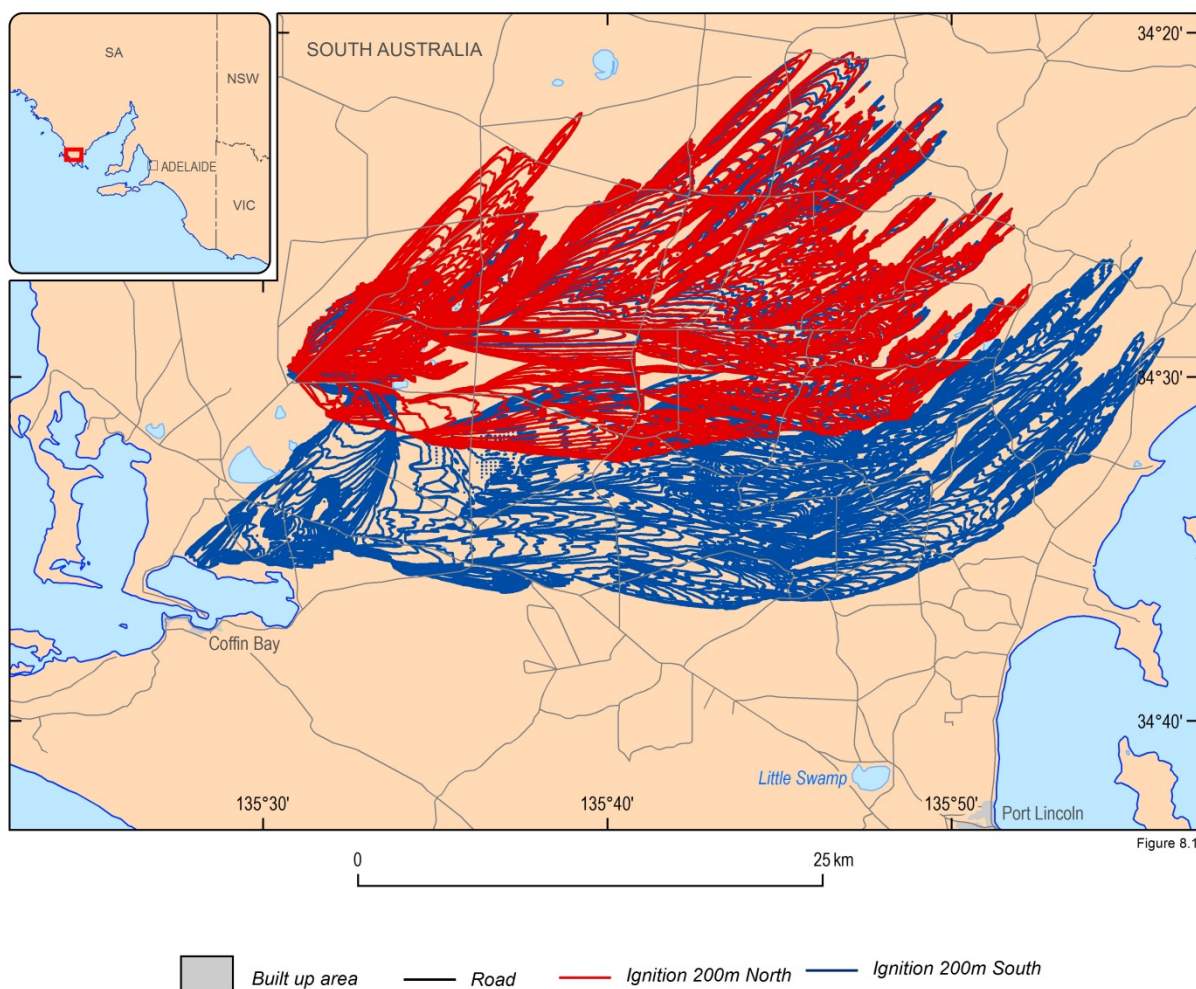 SA
NSW
ADELAIDE
VIC
SOUTH AUSTRALIA
34°20'
34°30'
Coffin Bay
34°40'
Little Swamp
135°30'
135°40'
135°50'
Port Lincoln
Figure 8.1
0
25 km
Built up area
Road
Ignition 200m North
Ignition 200m South